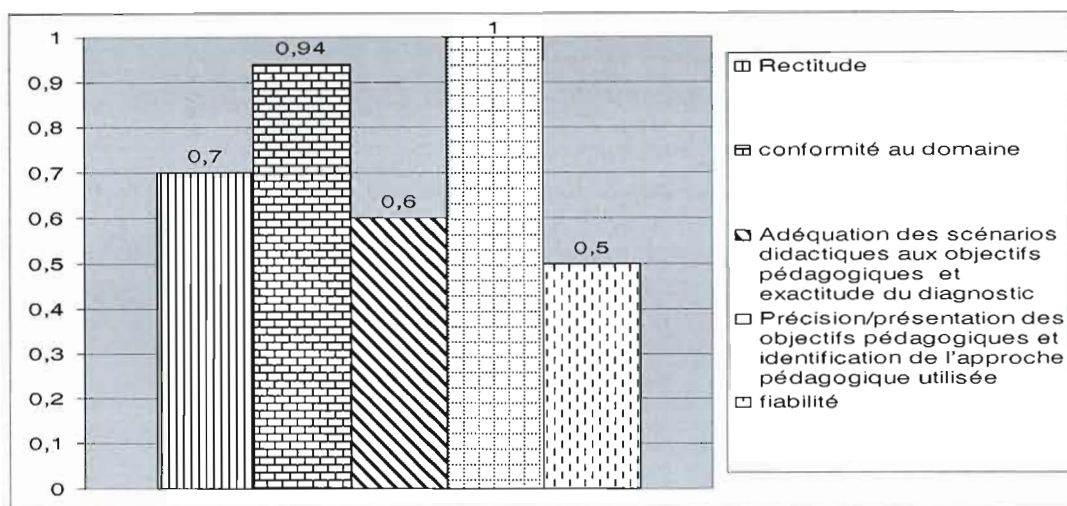 1
0,9
0,8
0,7
0,6
0,5
0,4
0,3
0,2
0,1
0
0,7
0,94
0,6
1
0,5
Rectitude
conformité au domaine
Adéquation des scénarios
didactiques aux objectifs
pédagogiques et
exactitude du diagnostic
Précision/présentation des
objectifs pédagogiques et
identification de l'approche
pédagogique utilisée
fiabilité